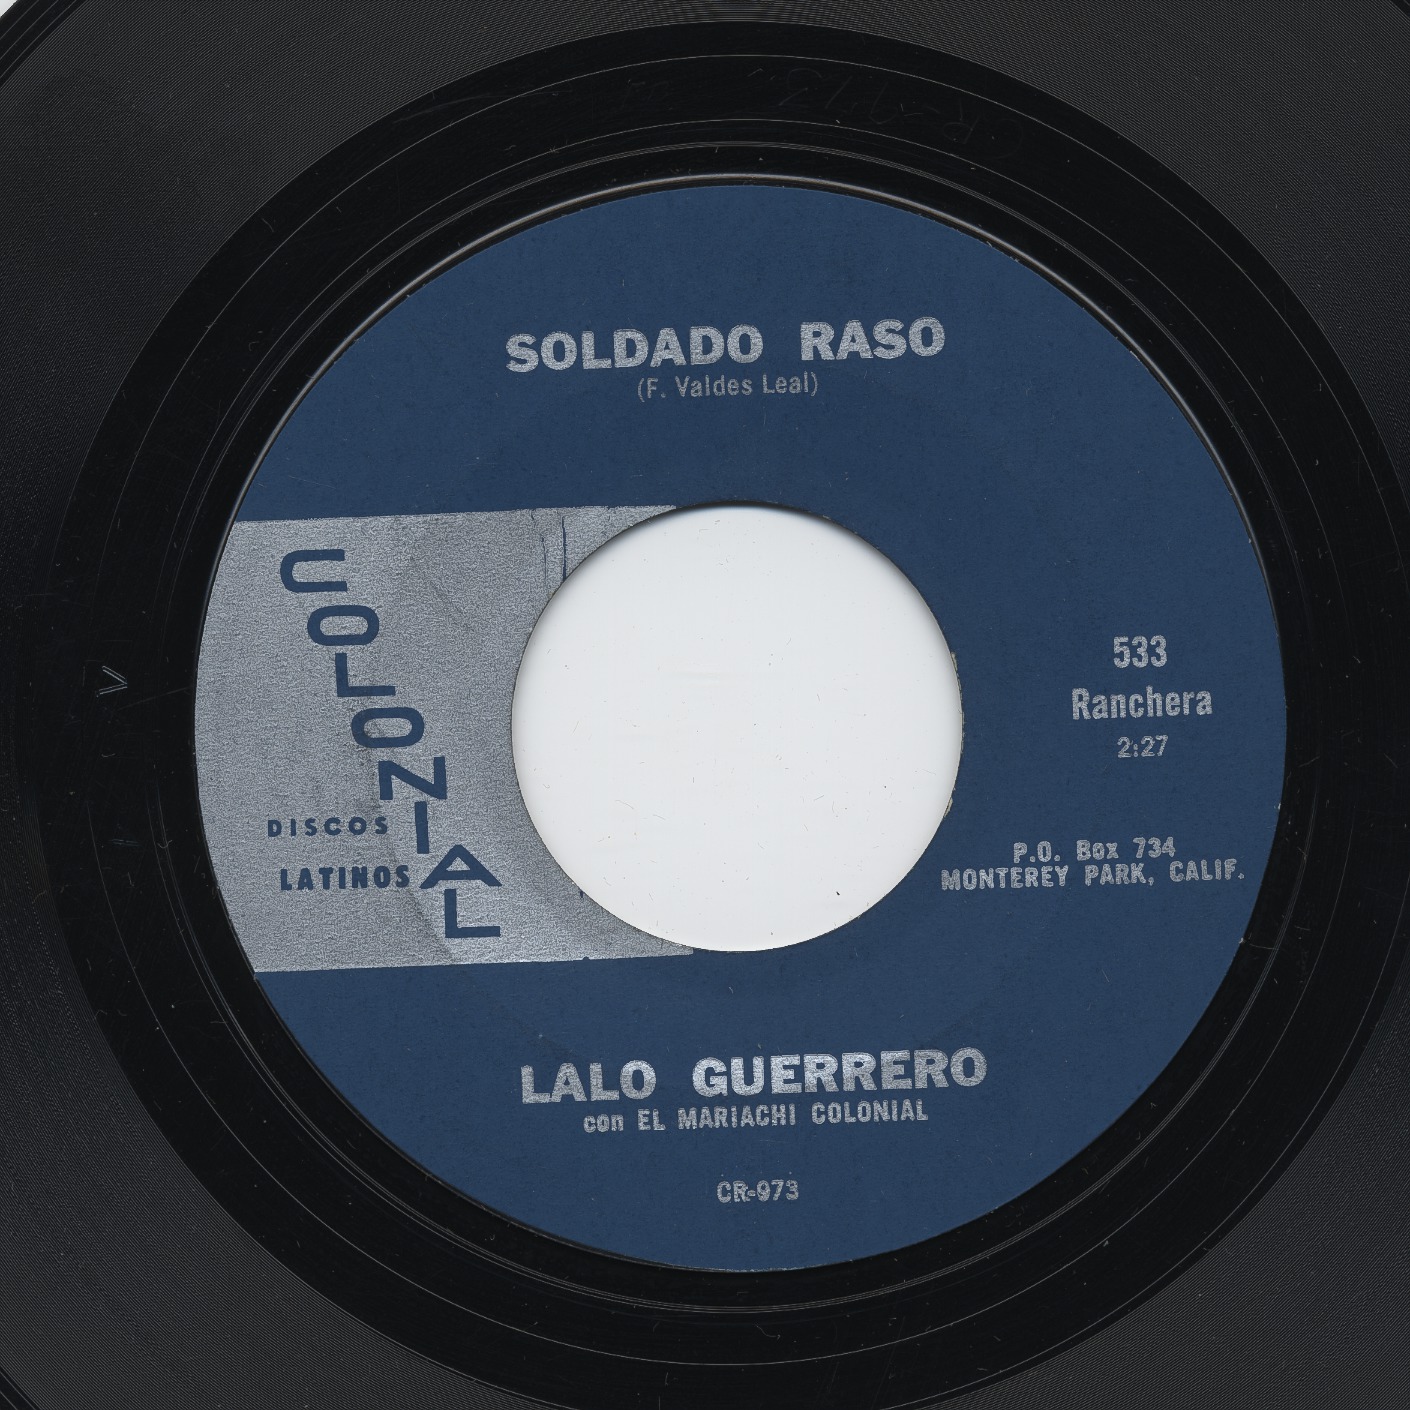 SOLDADO RASO
(F. Valdes Leal)
COLONIAL
DISCOS
LATINOS
533
Ranchera
2:27
P.O. Box 734
MONTEREY PARK, CALIF.
LALO GUERRERO
con EL MARIACHI COLONIAL
CR-973